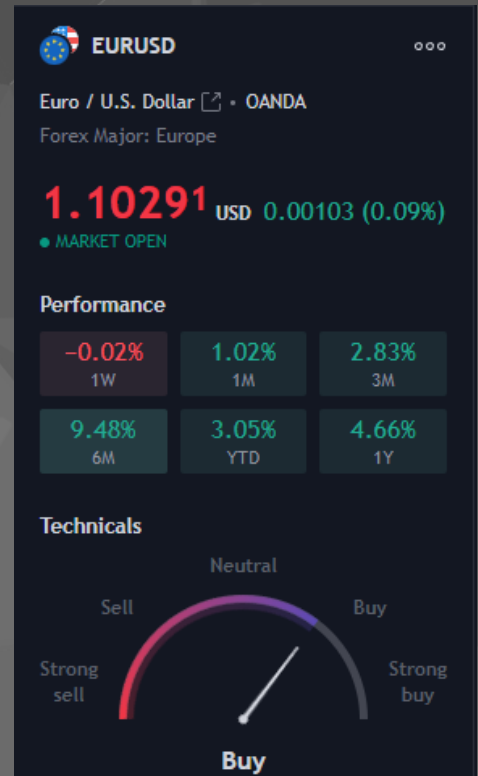 EURUSD
Euro / U.S. Dollar • OANDA
Forex Major: Europe
1.10291 USD 0.00103 (0.09%)
MARKET OPEN
Performance
−0.02% 1.02% 2.83%
1W 1M 3M
9.48% 3.05% 4.66%
6M YTD 1Y
Technicals
Neutral
Sell Buy
Strong sell Strong buy
Buy